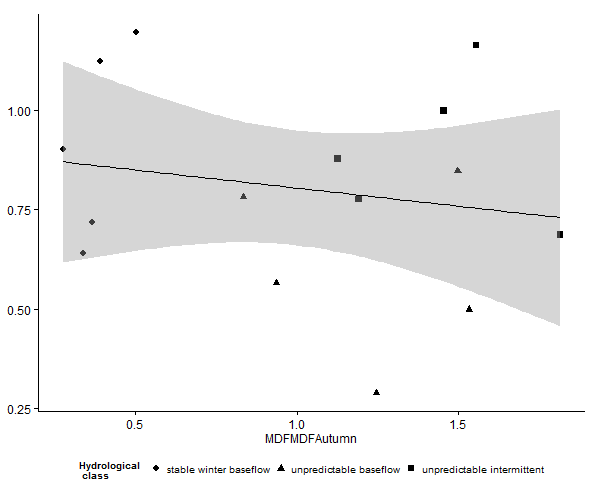 1.00
0.75
0.50
0.25
0.5 1.0 1.5
MDFMDFAutumn
Hydrological
class
stable winter baseflow unpredictable baseflow unpredictable intermittent